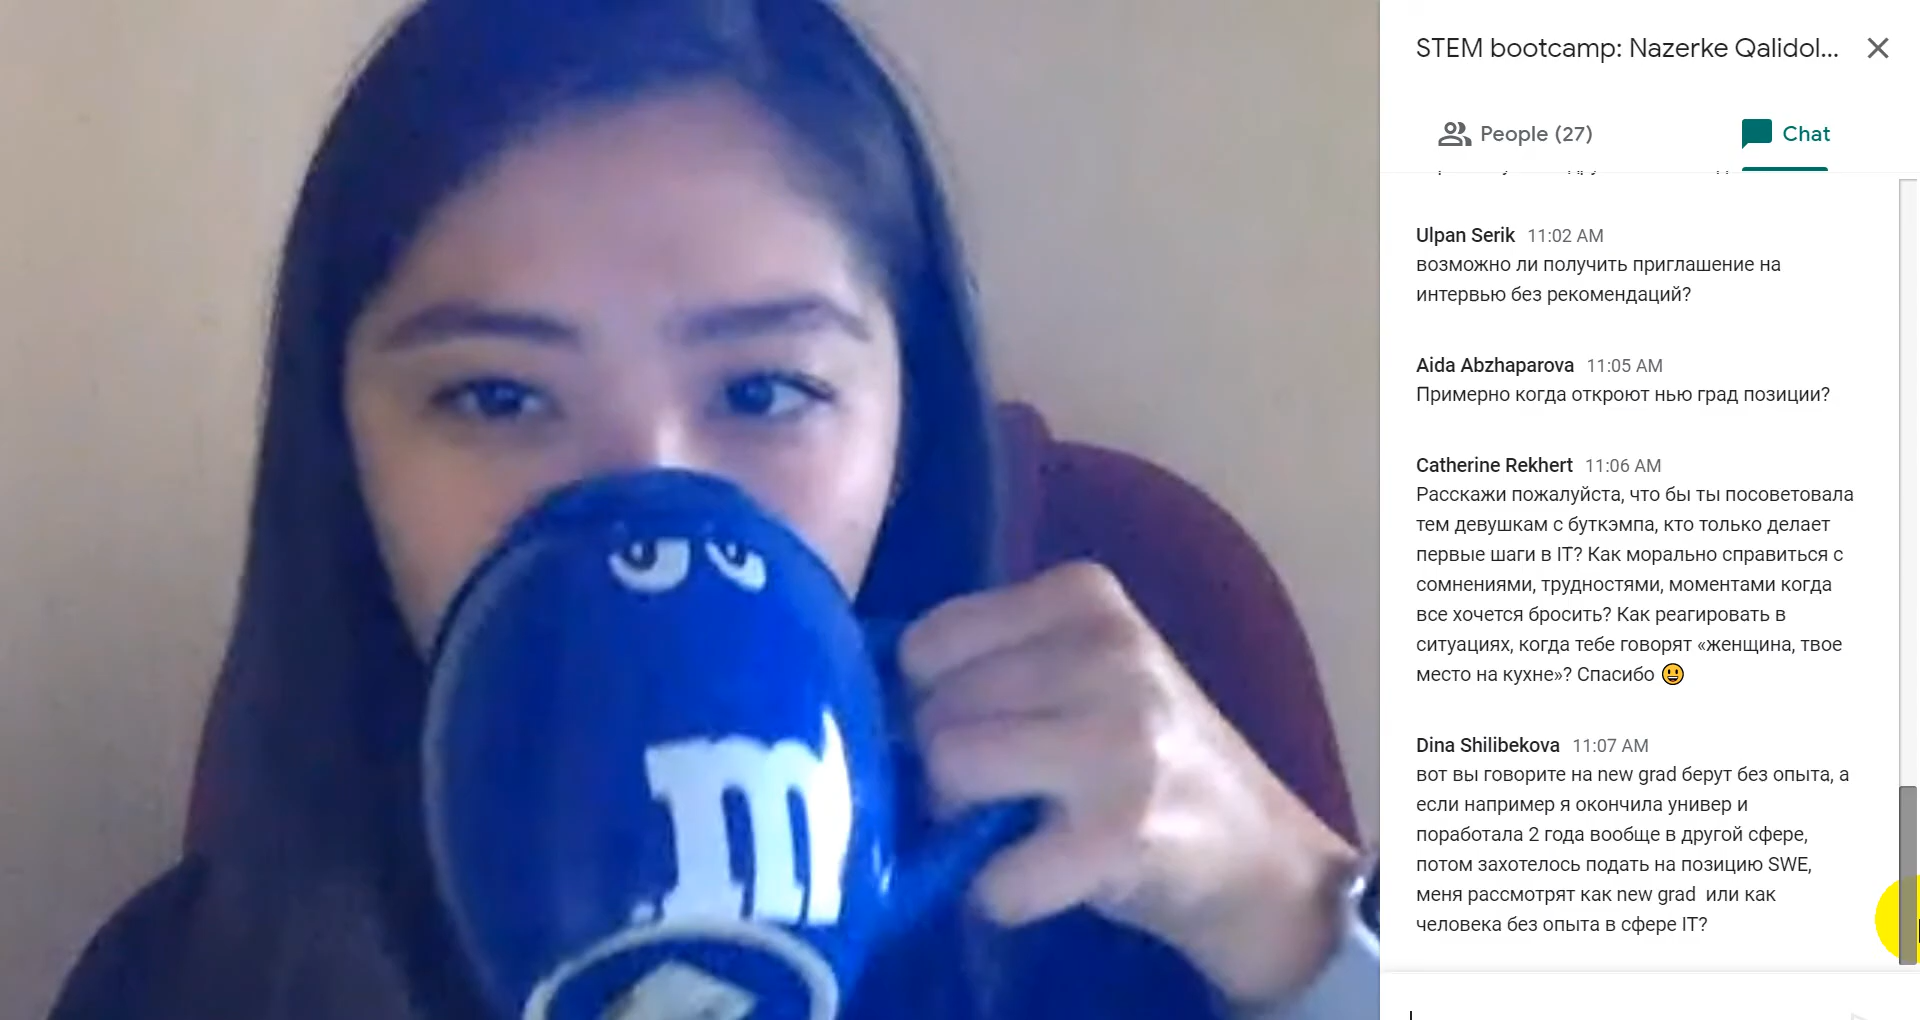 STEM bootcamp: Nazerke Qalidol...
People (27)
Chat
Ulpan Serik 11:02 AM
возможно ли получить приглашение на
интервью без рекомендаций?
Aida Abzhaparova 11:05 AM
Примерно когда откроют нью град позиции?
Catherine Rekhert 11:06 AM
Расскажи пожалуйста, что бы ты посоветовала
тем девушкам с буткэмпа, кто только делает
первые шаги в IT? Как морально справиться с
сомнениями, трудностями, моментами когда
все хочется бросить? Как реагировать в
ситуациях, когда тебе говорят «женщина, твое
место на кухне»? Спасибо 😃
Dina Shilibekova 11:07 AM
вот вы говорите на new grad берут без опыта, а
если например я окончила универ и
поработала 2 года вообще в другой сфере,
потом захотелось подать на позицию SWE,
меня рассмотрят как new grad  или как
человека без опыта в сфере IT?
m